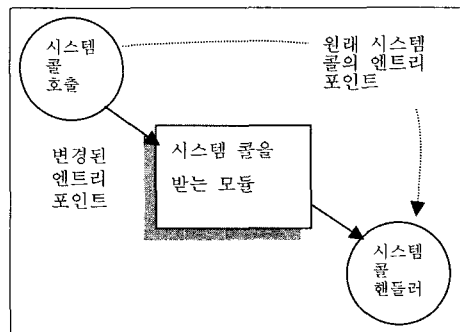 시스템
콜
호출
원래 시스템
콜의 엔트리
포인트
변경된
엔트리
포인트
시스템 콜을
받는 모듈
시스템
콜
핸들러